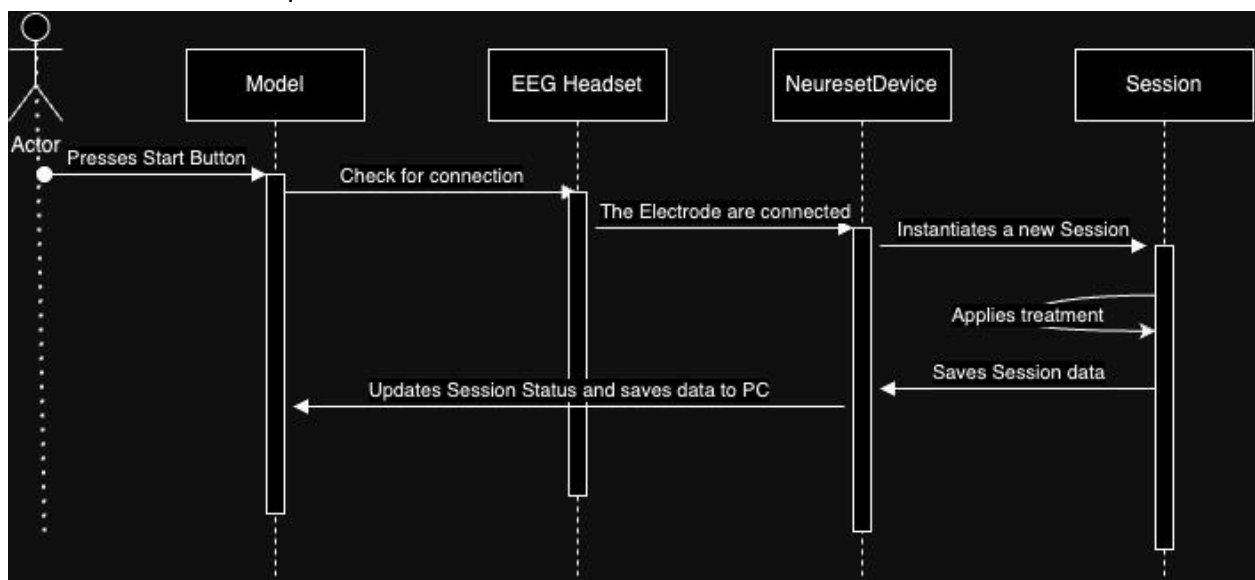 Model
EEG Headset
NeuresetDevice
Session
Actor
Presses Start Button
Check for connection
The Electrode are connected
Instantiates a new Session
Applies treatment
Saves Session data
Updates Session Status and saves data to PC